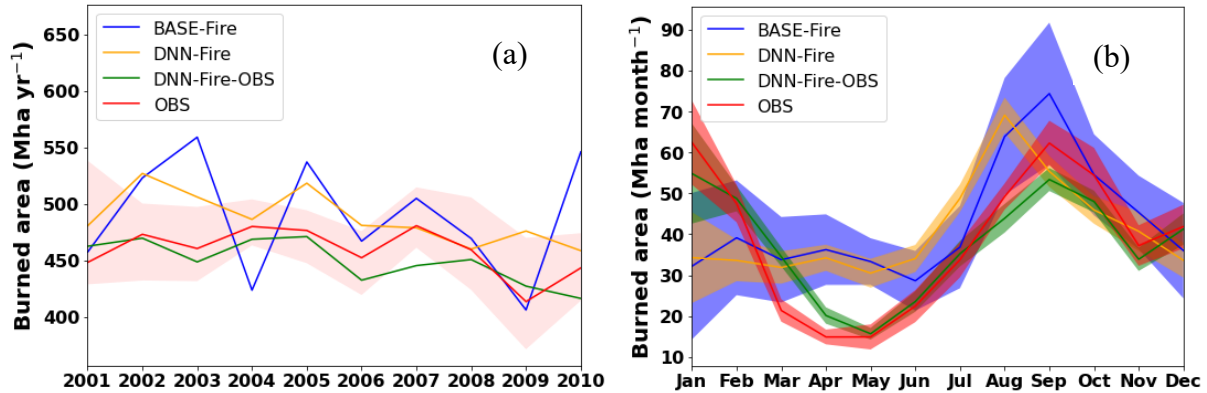 (a)
BASE-Fire
DNN-Fire
DNN-Fire-OBS
OBS
Burned area (Mha yr⁻¹)
650
600
550
500
450
400
2001 2002 2003 2004 2005 2006 2007 2008 2009 2010
(b)
BASE-Fire
DNN-Fire
DNN-Fire-OBS
OBS
Burned area (Mha month⁻¹)
90
80
70
60
50
40
30
20
10
Jan Feb Mar Apr May Jun Jul Aug Sep Oct Nov Dec